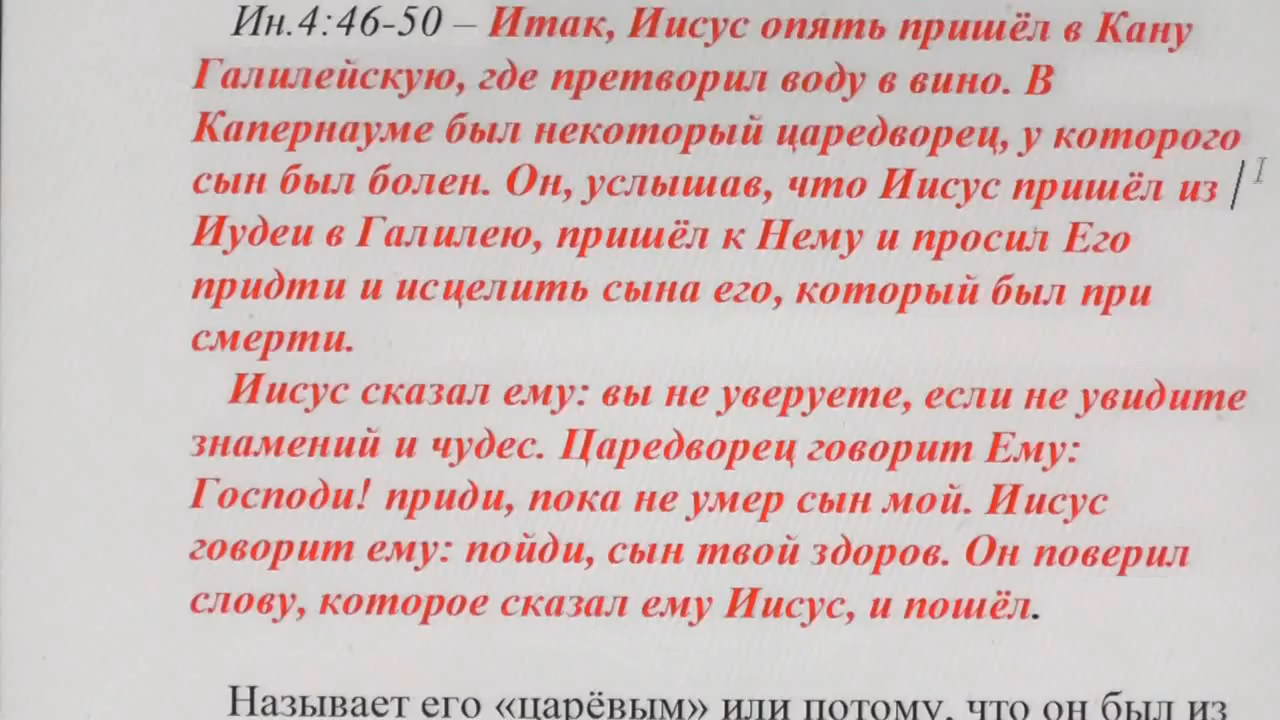 Ин.4:46-50 – Итак, Иисус опять пришёл в Кану
Галилейскую, где претворил воду в вино. В
Капернауме был некоторый царедворец, у которого
сын был болен. Он, услышав, что Иисус пришёл из
Иудеи в Галилею, пришёл к Нему и просил Его
придти и исцелить сына его, который был при
смерти.
Иисус сказал ему: вы не уверуете, если не увидите
знамений и чудес. Царедворец говорит Ему:
Господи! приди, пока не умер сын мой. Иисус
говорит ему: пойди, сын твой здоров. Он поверил
слову, которое сказал ему Иисус, и пошёл.
Называет его «царёвым» или потому, что он был из